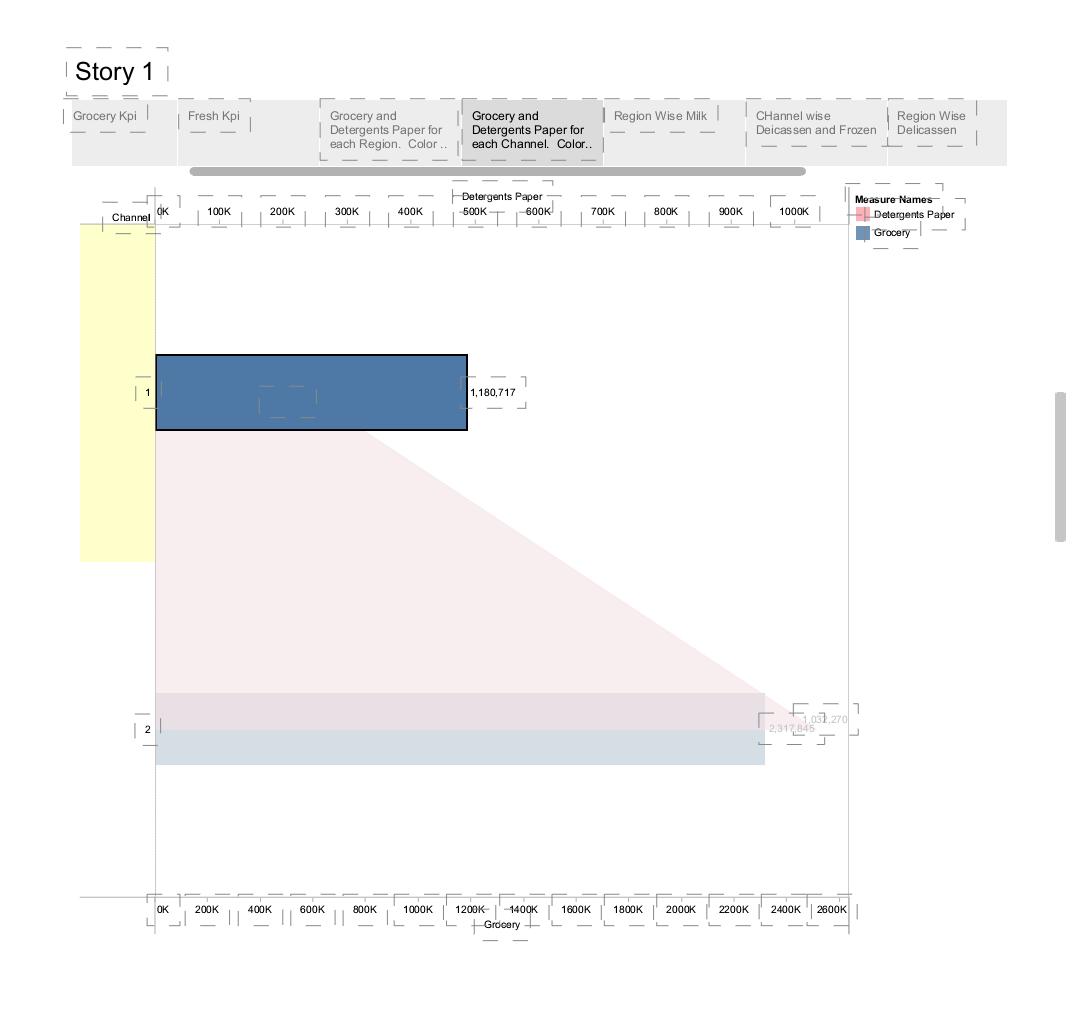 Story 1
Grocery Kpi
Fresh Kpi
Grocery and
Detergents Paper for
each Region. Color ..
Grocery and
Detergents Paper for
each Channel. Color..
Region Wise Milk
CHannel wise
Deicassen and Frozen
Region Wise
Delicassen
Detergents Paper
Channel
0K 100K 200K 300K 400K 500K 600K 700K 800K 900K 1000K
Measure Names
Detergents Paper
Grocery
1
1,180,717
2
1,032,270
2,317,845
0K 200K 400K 600K 800K 1000K 1200K 1400K 1600K 1800K 2000K 2200K 2400K 2600K
Grocery